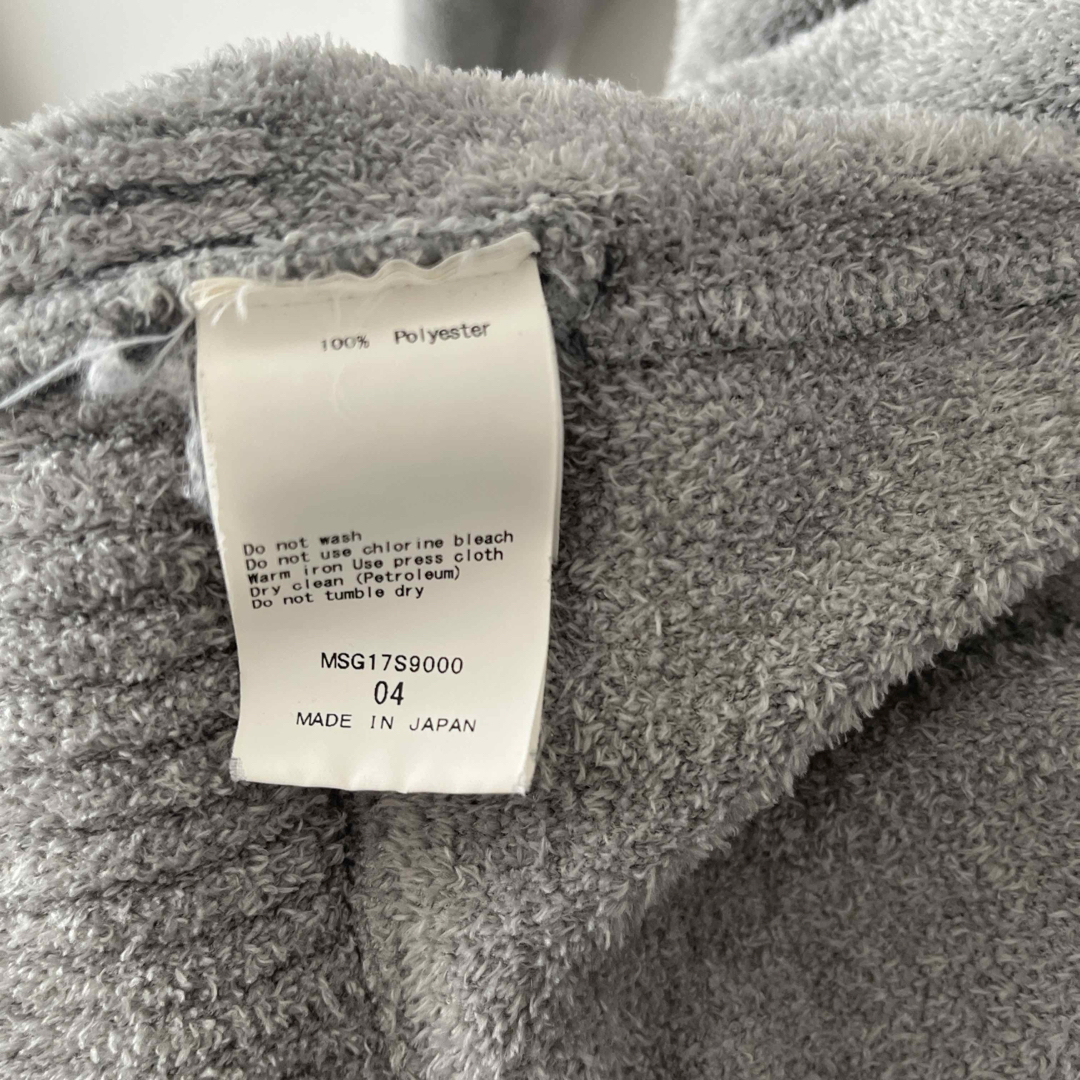 100% Polyester
Do not wash
Do not use chlorine bleach
Warm iron Use press cloth
Dry clean (Petroleum)
Do not tumble dry
MSG17S9000
04
MADE IN JAPAN